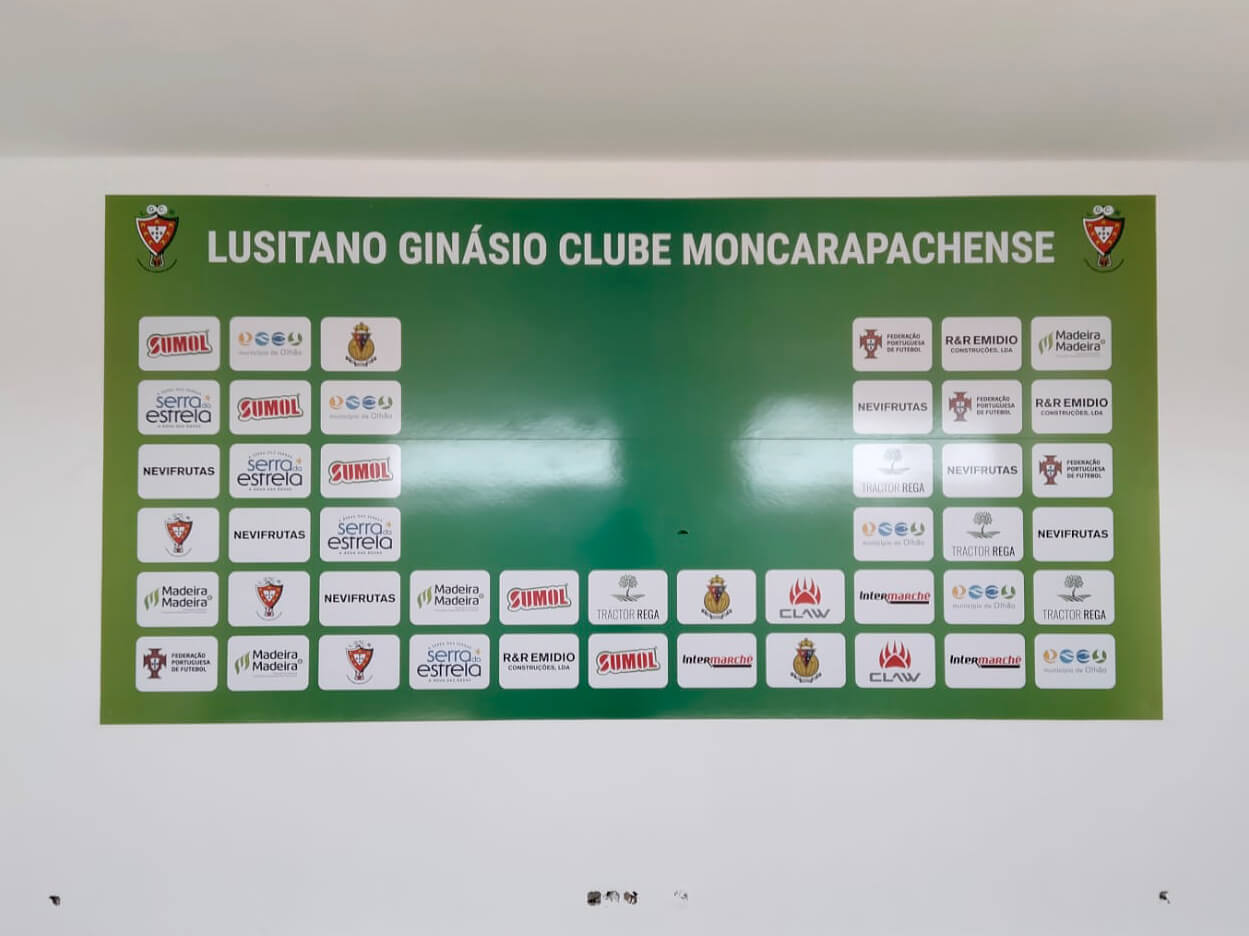 LUSITANO GINÁSIO CLUBE MONCARAPACHENSE
SUMOL
município de Olhão
FEDERAÇÃO
PORTUGUESA
DE FUTEBOL
R&R EMIDIO
CONSTRUÇÕES, LDA
Madeira
Madeira
serra da
estrela
SUMOL
município de Olhão
NEVIFRUTAS
FEDERAÇÃO
PORTUGUESA
DE FUTEBOL
R&R EMIDIO
CONSTRUÇÕES, LDA
NEVIFRUTAS
serra da
estrela
SUMOL
TRACTOR REGA
NEVIFRUTAS
FEDERAÇÃO
PORTUGUESA
DE FUTEBOL
NEVIFRUTAS
serra da
estrela
município de Olhão
TRACTOR REGA
NEVIFRUTAS
Madeira
Madeira
NEVIFRUTAS
Madeira
Madeira
SUMOL
TRACTOR REGA
CLAW
InterMARCHÉ
município de Olhão
TRACTOR REGA
FEDERAÇÃO
PORTUGUESA
DE FUTEBOL
Madeira
Madeira
serra da
estrela
R&R EMIDIO
CONSTRUÇÕES, LDA
SUMOL
InterMARCHÉ
CLAW
InterMARCHÉ
município de Olhão